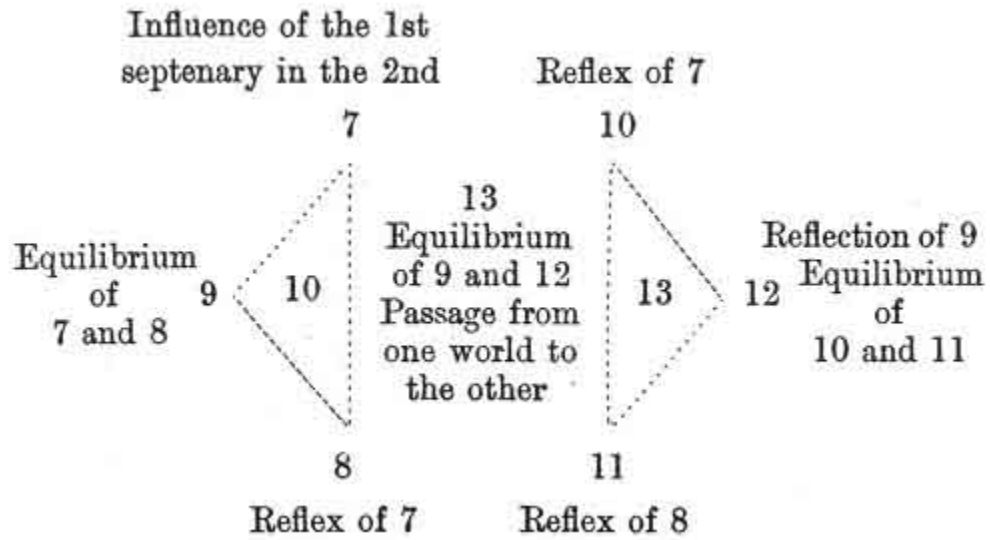 Influence of the 1st
septenary in the 2nd
7
Reflex of 7
10
Equilibrium
of
7 and 8
9
10
13
Equilibrium
of 9 and 12
Passage from
one world to
the other
13
12
Reflection of 9
Equilibrium
of
10 and 11
8
Reflex of 7
11
Reflex of 8